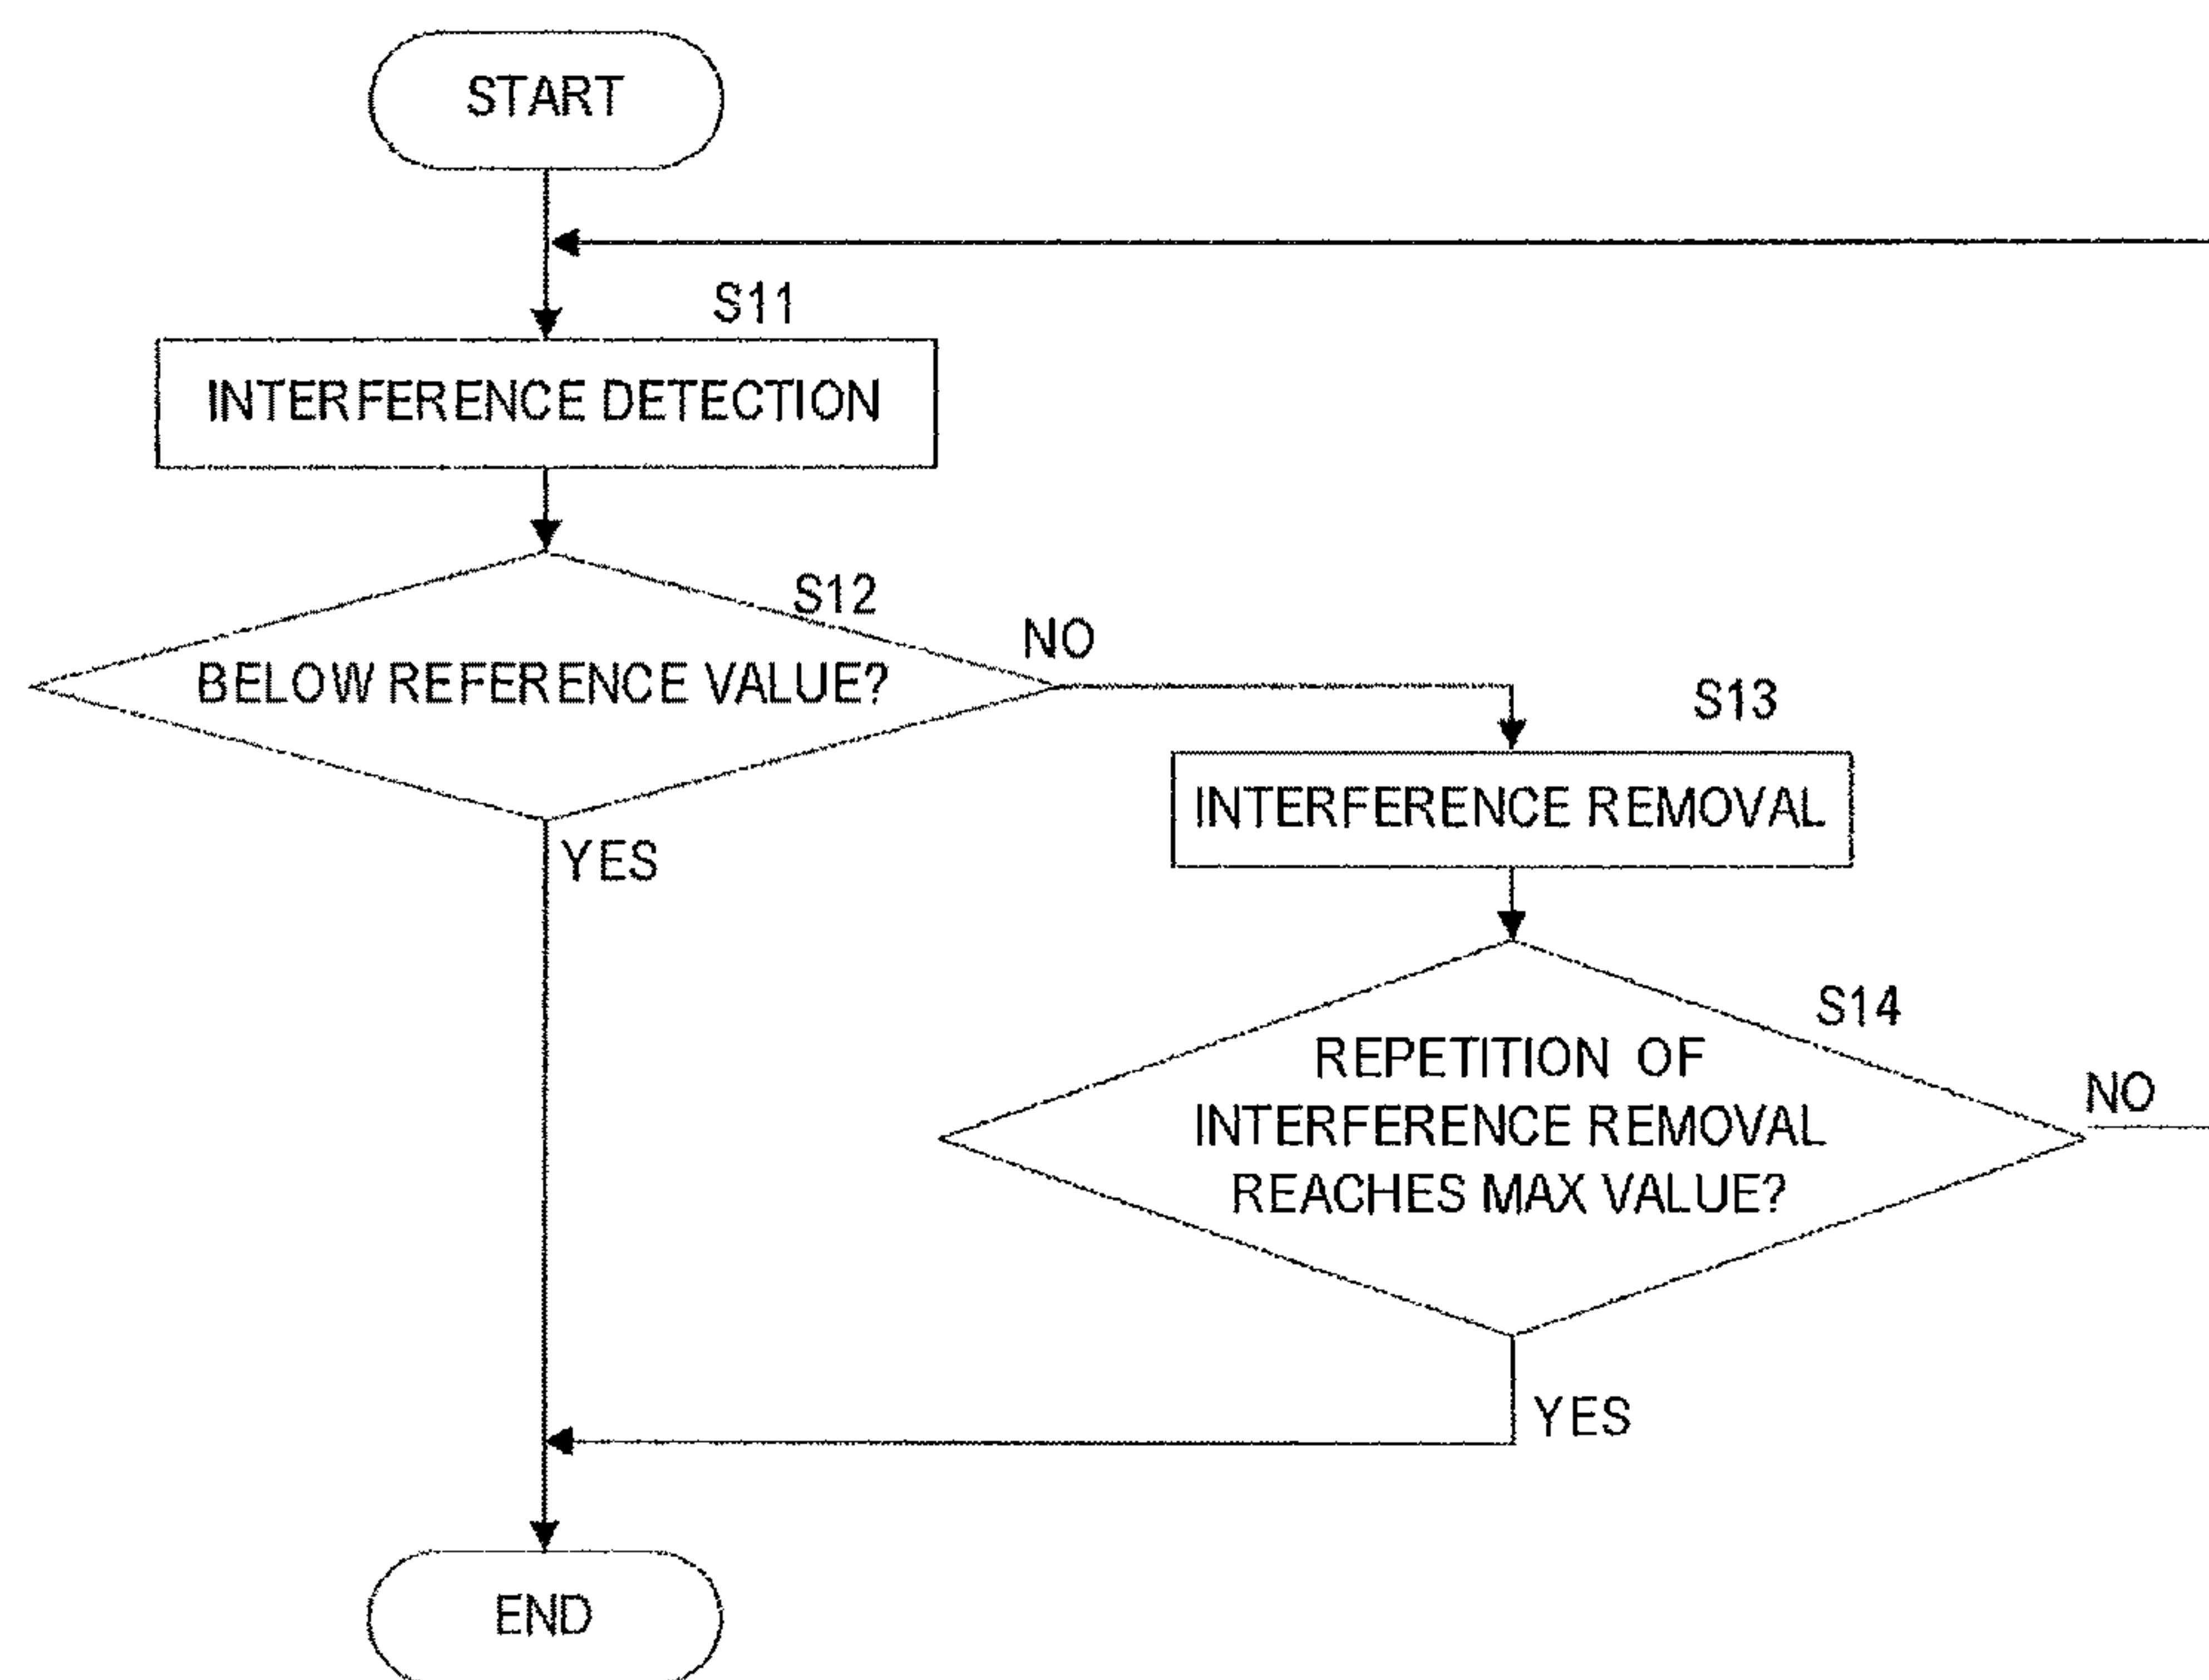 START
S11
INTERFERENCE DETECTION
S12
NO
BELOW REFERENCE VALUE?
YES
S13
INTERFERENCE REMOVAL
S14
REPETITION OF
INTERFERENCE REMOVAL
REACHES MAX VALUE?
NO
YES
END